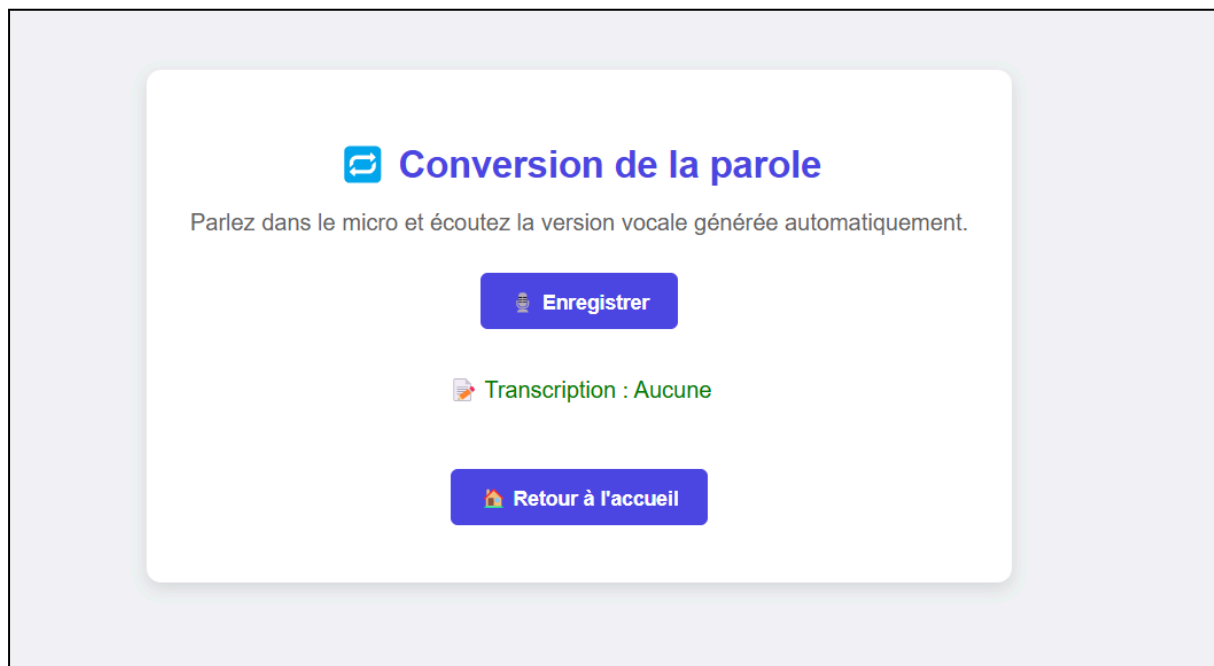 🔁 Conversion de la parole
Parlez dans le micro et écoutez la version vocale générée automatiquement.
🎙️ Enregistrer
📝 Transcription : Aucune
🏠 Retour à l'accueil